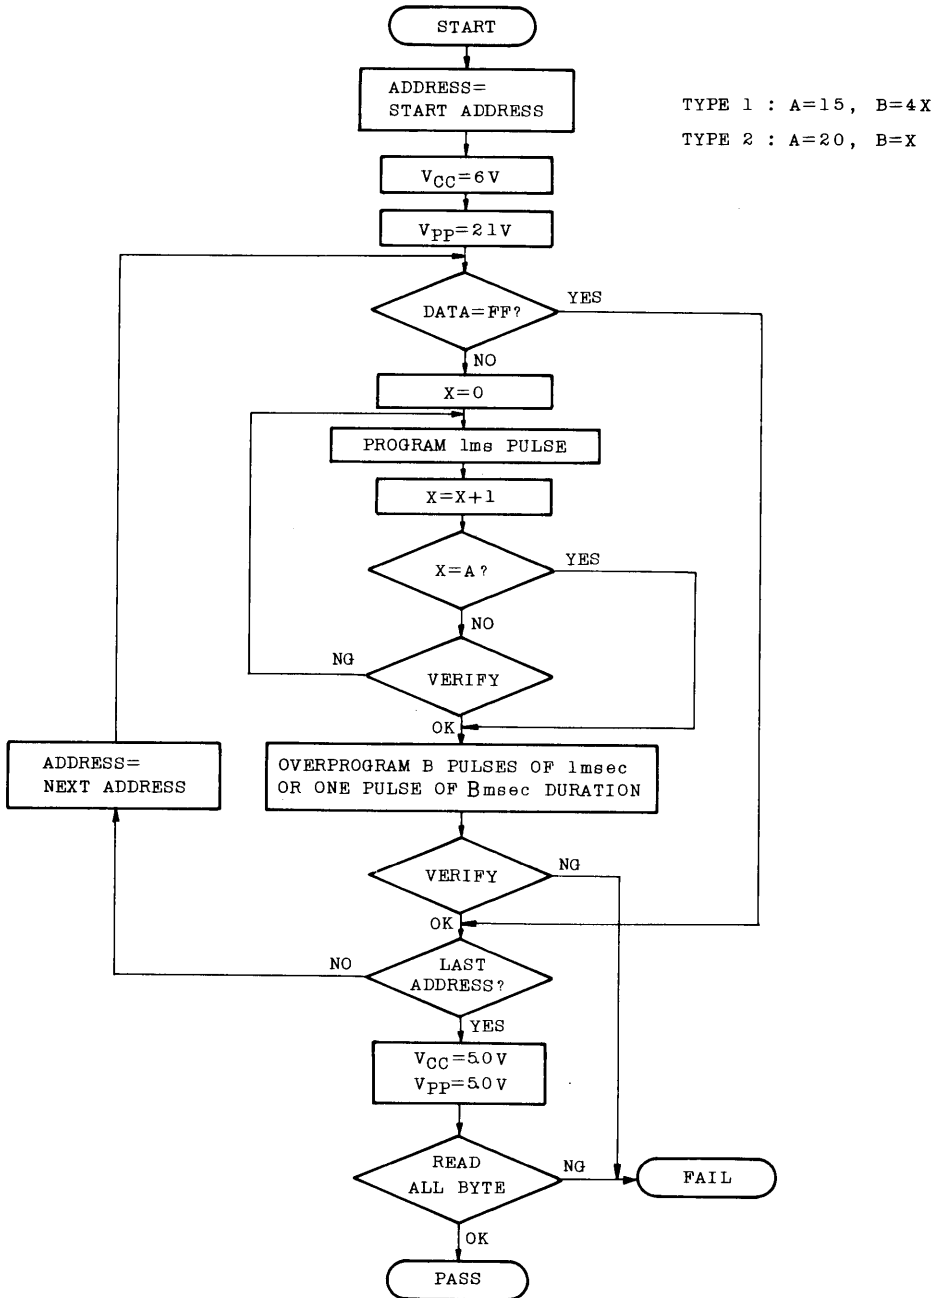 START
ADDRESS=
START ADDRESS
TYPE 1 : A=15, B=4X
TYPE 2 : A=20, B=X
VCC=6V
VPP=21V
DATA=FF?
YES
NO
X=0
PROGRAM 1ms PULSE
X=X+1
X=A?
YES
NO
NG
VERIFY
OK
ADDRESS=
NEXT ADDRESS
OVERPROGRAM B PULSES OF 1msec
OR ONE PULSE OF Bmsec DURATION
VERIFY
NG
OK
NO
LAST
ADDRESS?
YES
VCC=5.0V
VPP=5.0V
READ
ALL BYTE
NG
FAIL
OK
PASS